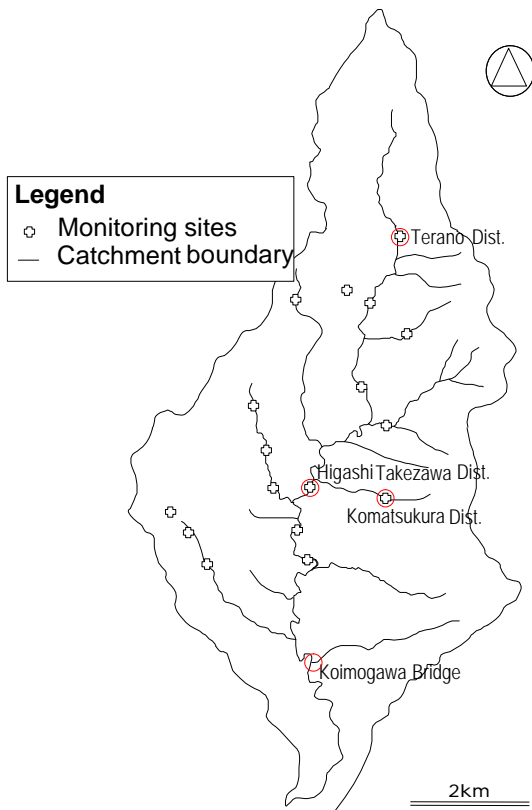 Legend
Monitoring sites
Catchment boundary
Terano Dist.
Higashi Takezawa Dist.
Komatsukura Dist.
Koimogawa Bridge
2km